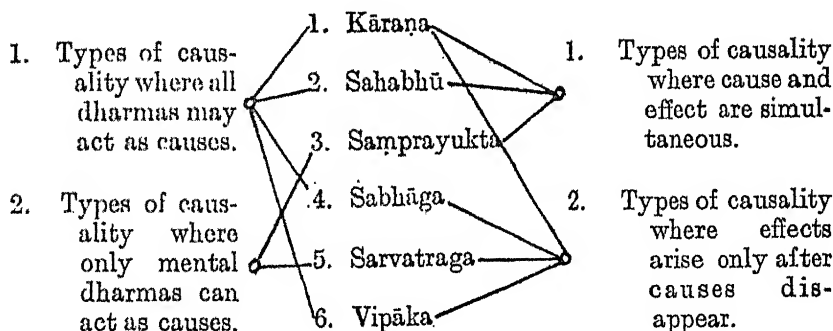 1. Types of caus-
ality where all
dharmas may
act as causes.
2. Types of caus-
ality where
only mental
dharmas can
act as causes.
1. Kāraṇa
2. Sahabhū
3. Saṃprayukta
4. Śabhāga
5. Sarvatraga
6. Vipāka
1. Types of causality
where cause and
effect are simul-
taneous.
2. Types of causality
where effects
arise only after
causes dis-
appear.